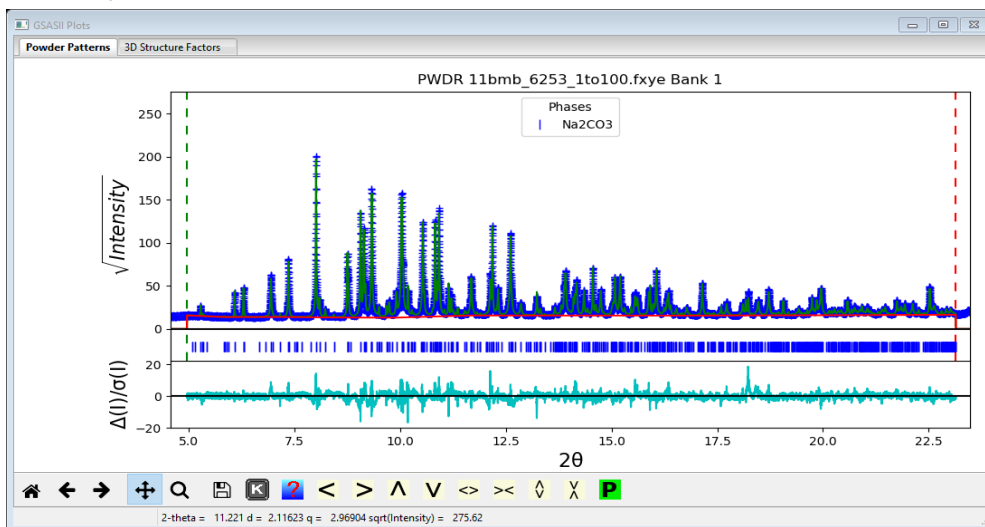 GSASII Plots
Powder Patterns 3D Structure Factors
PWDR 11bmb_6253_1to100.fxye Bank 1
Phases
Na2CO3
√Intensity
250
200
150
100
50
0
Δ(I)/σ(I)
20
0
−20
5.0 7.5 10.0 12.5 15.0 17.5 20.0 22.5
2θ
K ? < > Λ V <> >< P
2-theta = 11.221 d = 2.11623 q = 2.96904 sqrt(Intensity) = 275.62